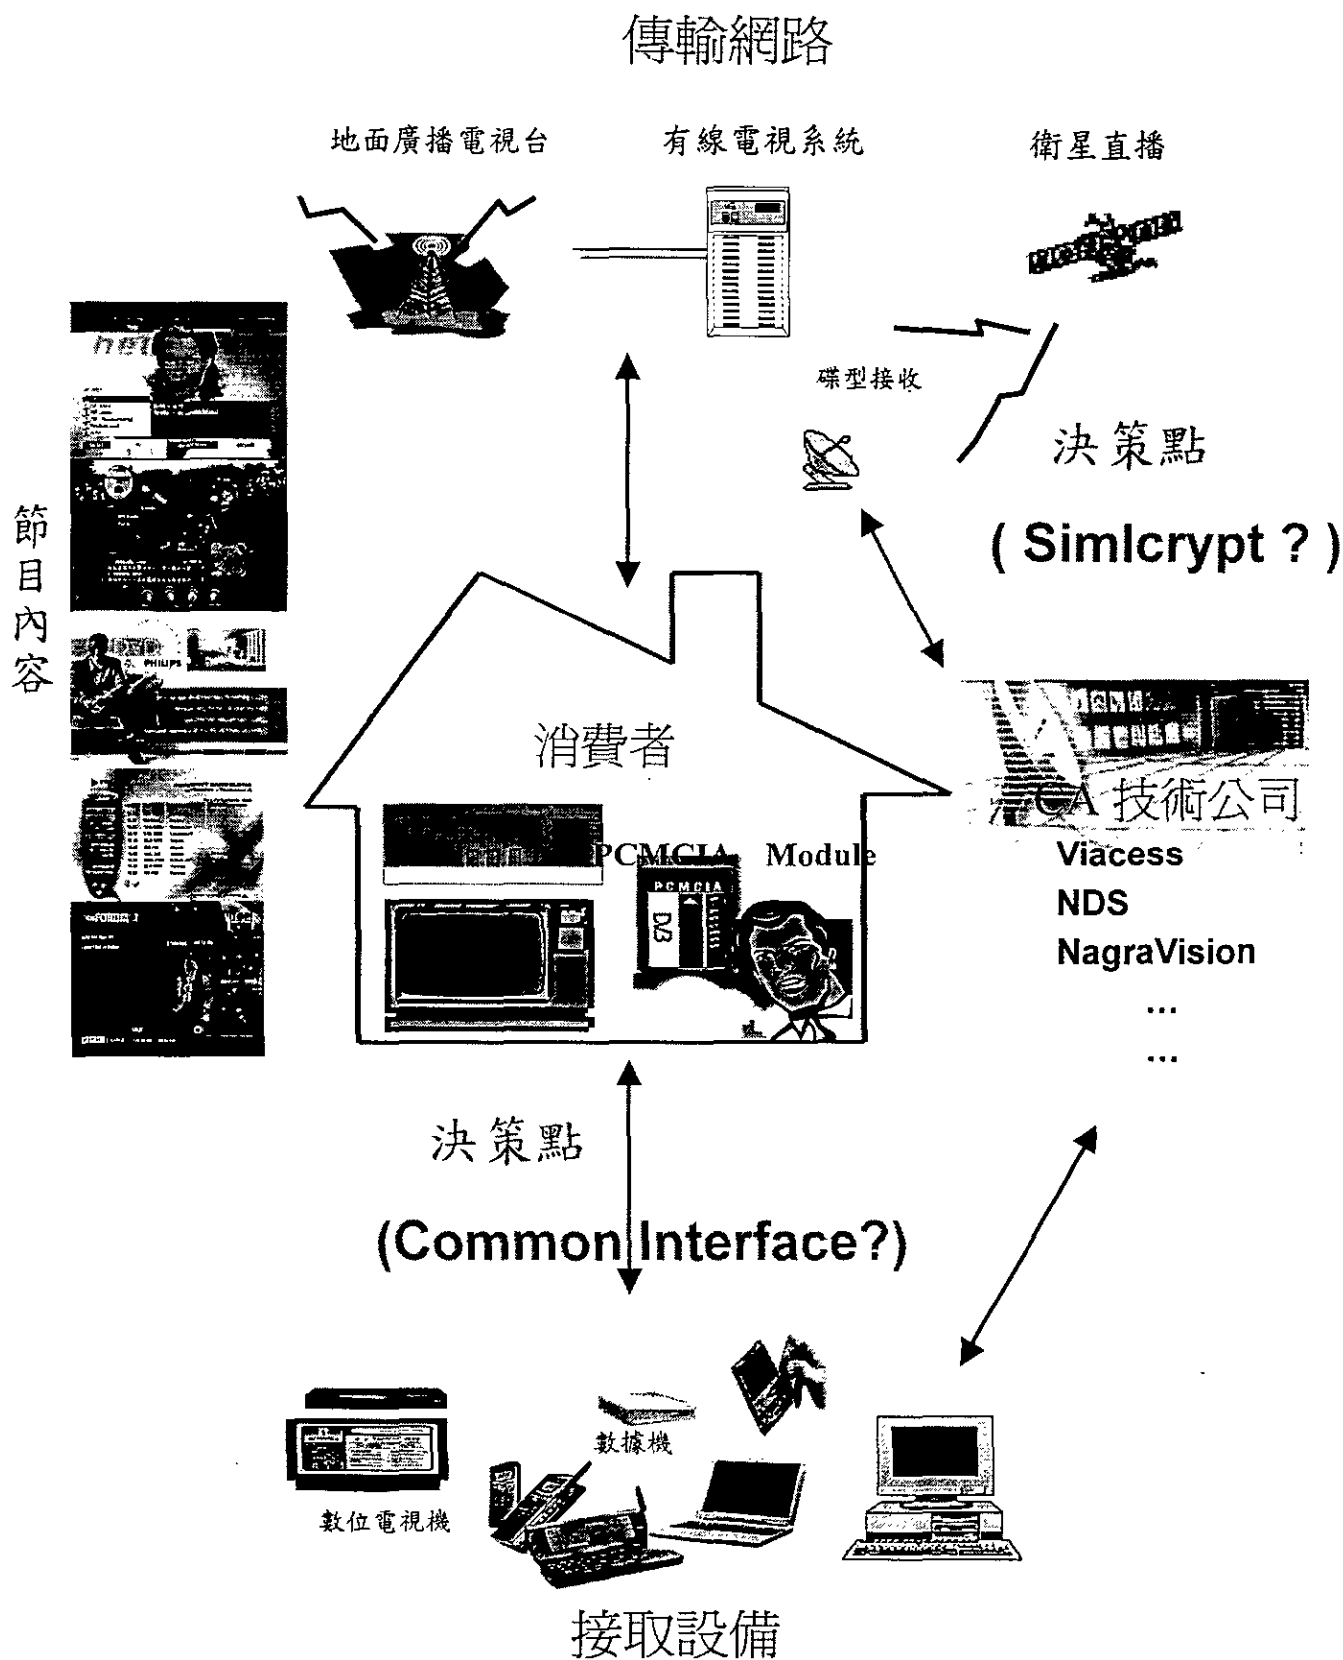 傳輸網路
地面廣播電視台
有線電視系統
衛星直播
碟型接收
決策點
( Simlcrypt ? )
節目內容
PHILIPS
消費者
PCMCIA Module
PCMCIA
CA 技術公司
Viacess
NDS
NagraVision
...
...
決策點
(Common Interface?)
數據機
數位電視機
接取設備